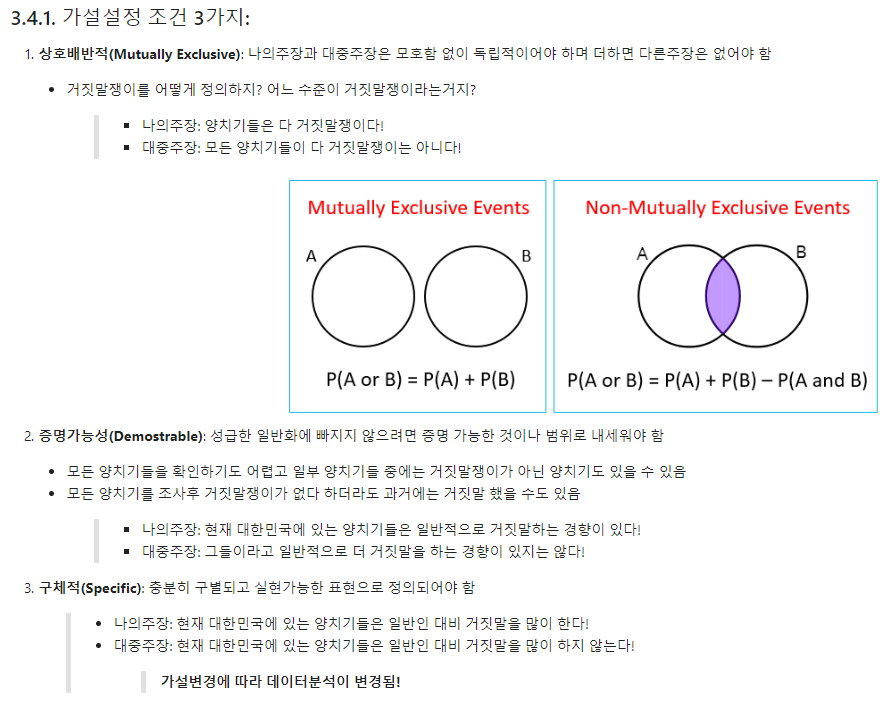 3.4.1. 가설설정 조건 3가지:
1. 상호배반적(Mutually Exclusive): 나의주장과 대중주장은 모호함 없이 독립적이어야 하며 더하면 다른주장은 없어야 함
• 거짓말쟁이를 어떻게 정의하지? 어느 수준이 거짓말쟁이라는거지?
▪ 나의주장: 양치기들은 다 거짓말쟁이다!
▪ 대중주장: 모든 양치기들이 다 거짓말쟁이는 아니다!
Mutually Exclusive Events
A
B
P(A or B) = P(A) + P(B)
Non-Mutually Exclusive Events
A
B
P(A or B) = P(A) + P(B) – P(A and B)
2. 증명가능성(Demostrable): 성급한 일반화에 빠지지 않으려면 증명 가능한 것이나 범위로 내세워야 함
• 모든 양치기들을 확인하기도 어렵고 일부 양치기들 중에는 거짓말쟁이가 아닌 양치기도 있을 수 있음
• 모든 양치기를 조사후 거짓말쟁이가 없다 하더라도 과거에는 거짓말 했을 수도 있음
▪ 나의주장: 현재 대한민국에 있는 양치기들은 일반적으로 거짓말하는 경향이 있다!
▪ 대중주장: 그들이라고 일반적으로 더 거짓말을 하는 경향이 있지는 않다!
3. 구체적(Specific): 충분히 구별되고 실현가능한 표현으로 정의되어야 함
• 나의주장: 현재 대한민국에 있는 양치기들은 일반인 대비 거짓말을 많이 한다!
• 대중주장: 현재 대한민국에 있는 양치기들은 일반인 대비 거짓말을 많이 하지 않는다!
가설변경에 따라 데이터분석이 변경됨!